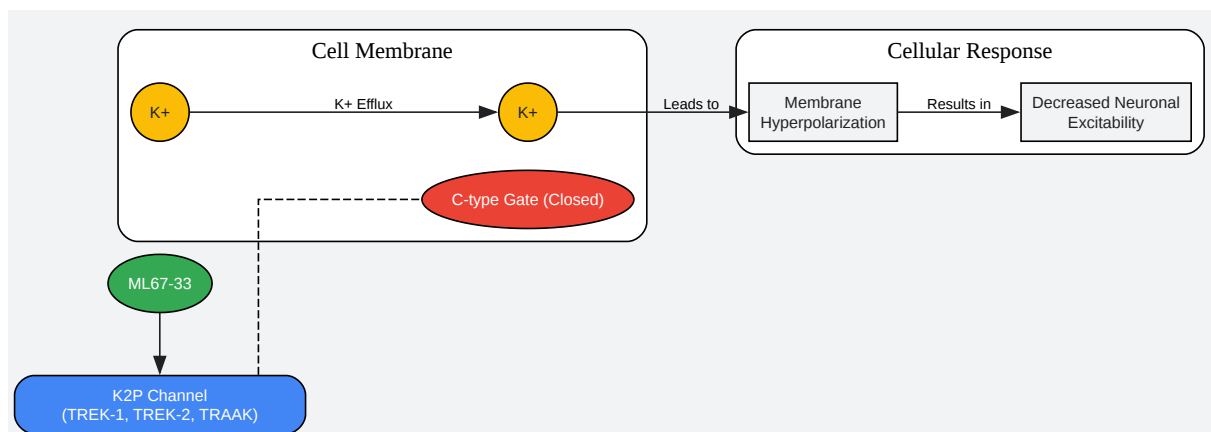 Cell Membrane
Cellular Response
K+
K+ Efflux
K+
Leads to
Membrane
Hyperpolarization
Results in
Decreased Neuronal
Excitability
C-type Gate (Closed)
ML67-33
K2P Channel
(TREK-1, TREK-2, TRAAK)